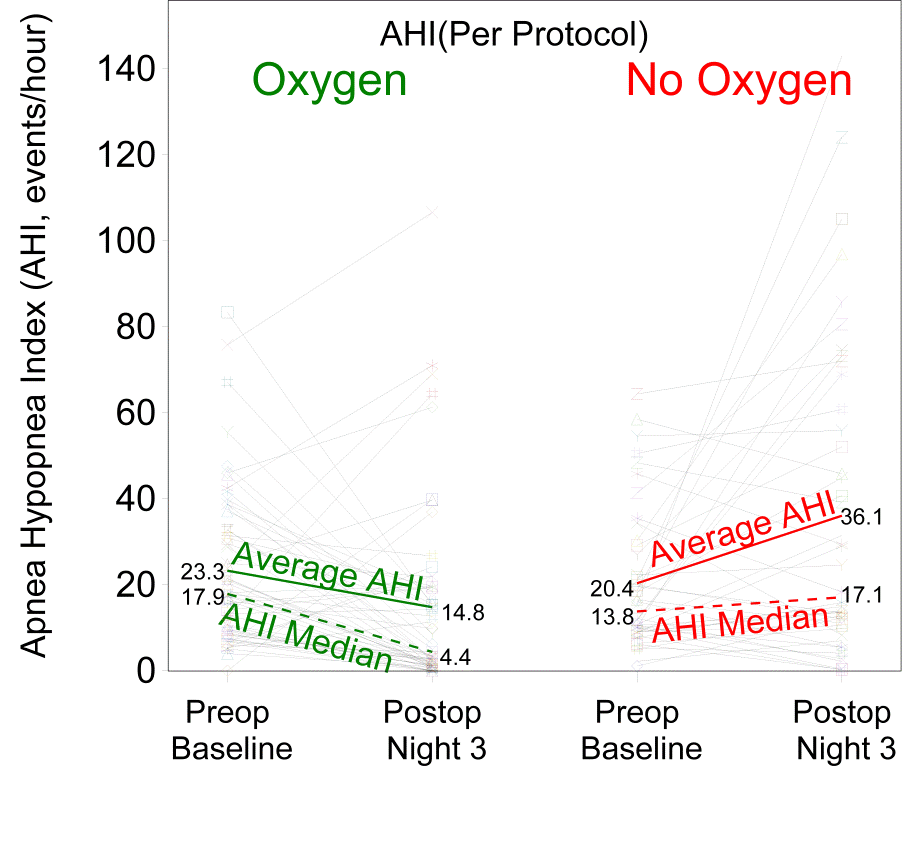 AHI(Per Protocol)
Oxygen
No Oxygen
Apnea Hypopnea Index (AHI, events/hour)
140
120
100
80
60
40
20
0
Average AHI
23.3
14.8
17.9
AHI Median
4.4
Average AHI
36.1
20.4
17.1
13.8
AHI Median
Preop
Baseline
Postop
Night 3
Preop
Baseline
Postop
Night 3